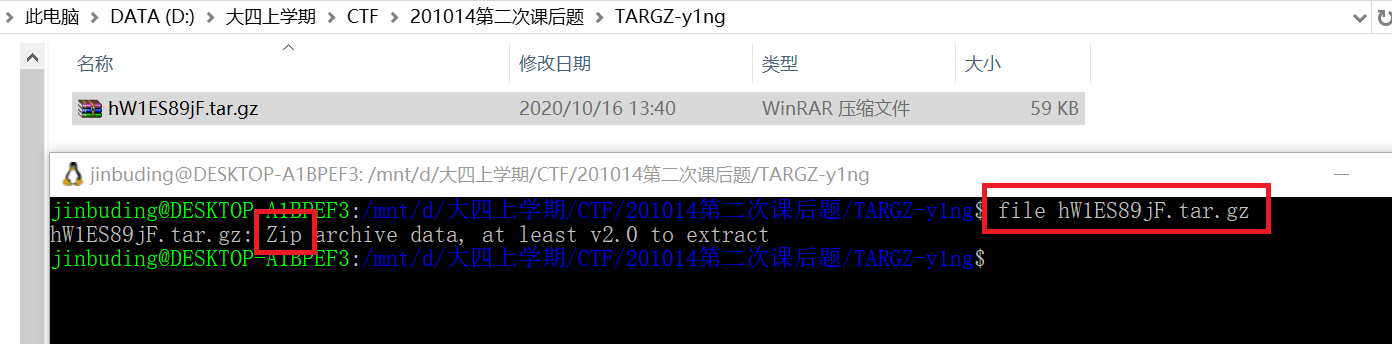 此电脑 > DATA (D:) > 大四上学期 > CTF > 201014第二次课后题 > TARGZ-y1ng
名称 修改日期 类型 大小
hW1ES89jF.tar.gz 2020/10/16 13:40 WinRAR 压缩文件 59 KB
jinbuding@DESKTOP-A1BPEF3: /mnt/d/大四上学期/CTF/201014第二次课后题/TARGZ-y1ng
jinbuding@DESKTOP-A1BPEF3:/mnt/d/大四上学期/CTF/201014第二次课后题/TARGZ-y1ng$ file hW1ES89jF.tar.gz
hW1ES89jF.tar.gz: Zip archive data, at least v2.0 to extract
jinbuding@DESKTOP-A1BPEF3:/mnt/d/大四上学期/CTF/201014第二次课后题/TARGZ-y1ng$